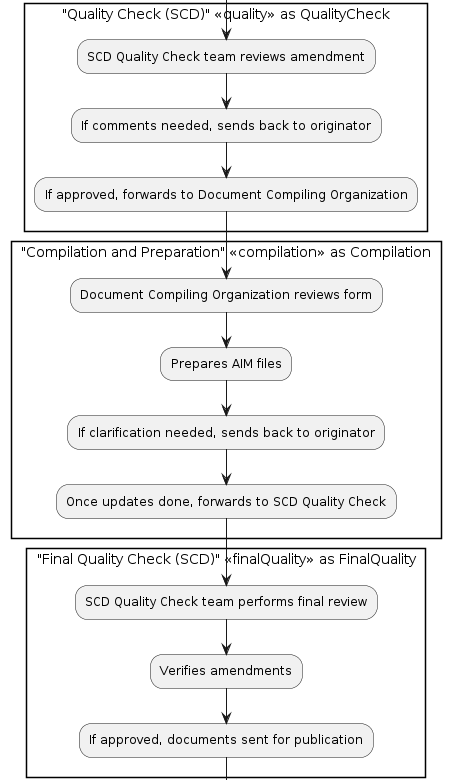 "Quality Check (SCD)" «quality» as QualityCheck
SCD Quality Check team reviews amendment
If comments needed, sends back to originator
If approved, forwards to Document Compiling Organization
"Compilation and Preparation" «compilation» as Compilation
Document Compiling Organization reviews form
Prepares AIM files
If clarification needed, sends back to originator
Once updates done, forwards to SCD Quality Check
"Final Quality Check (SCD)" «finalQuality» as FinalQuality
SCD Quality Check team performs final review
Verifies amendments
If approved, documents sent for publication